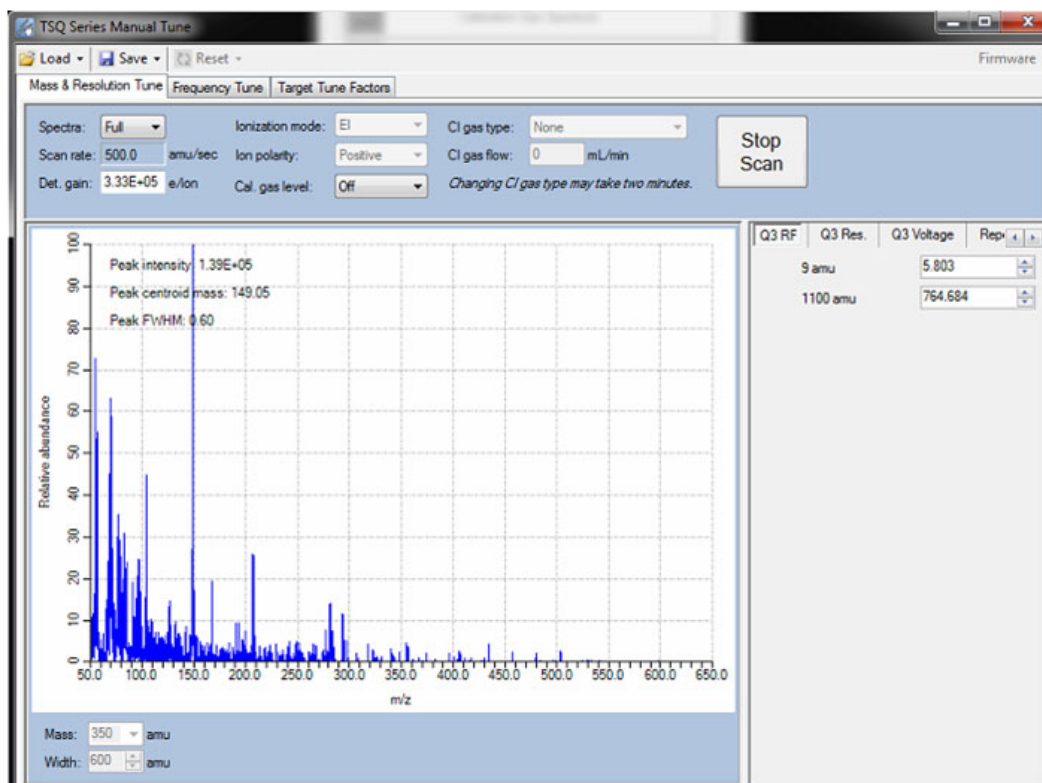 TSQ Series Manual Tune
Load Save Reset Firmware
Mass & Resolution Tune Frequency Tune Target Tune Factors
Spectra: Full Ionization mode: EI CI gas type: None
Scan rate: 500.0 amu/sec Ion polarity: Positive CI gas flow: 0 mL/min
Det. gain: 3.33E+05 e/Ion Cal. gas level: Off Changing CI gas type may take two minutes.
Stop
Scan
Q3 RF Q3 Res. Q3 Voltage
9 amu 5.803
1100 amu 764.684
Peak intensity: 1.39E+05
Peak centroid mass: 149.05
Peak FWHM: 0.60
Relative abundance
100
90
80
70
60
50
40
30
20
10
0
50.0 100.0 150.0 200.0 250.0 300.0 350.0 400.0 450.0 500.0 550.0 600.0 650.0
m/z
Mass: 350 amu
Width: 600 amu